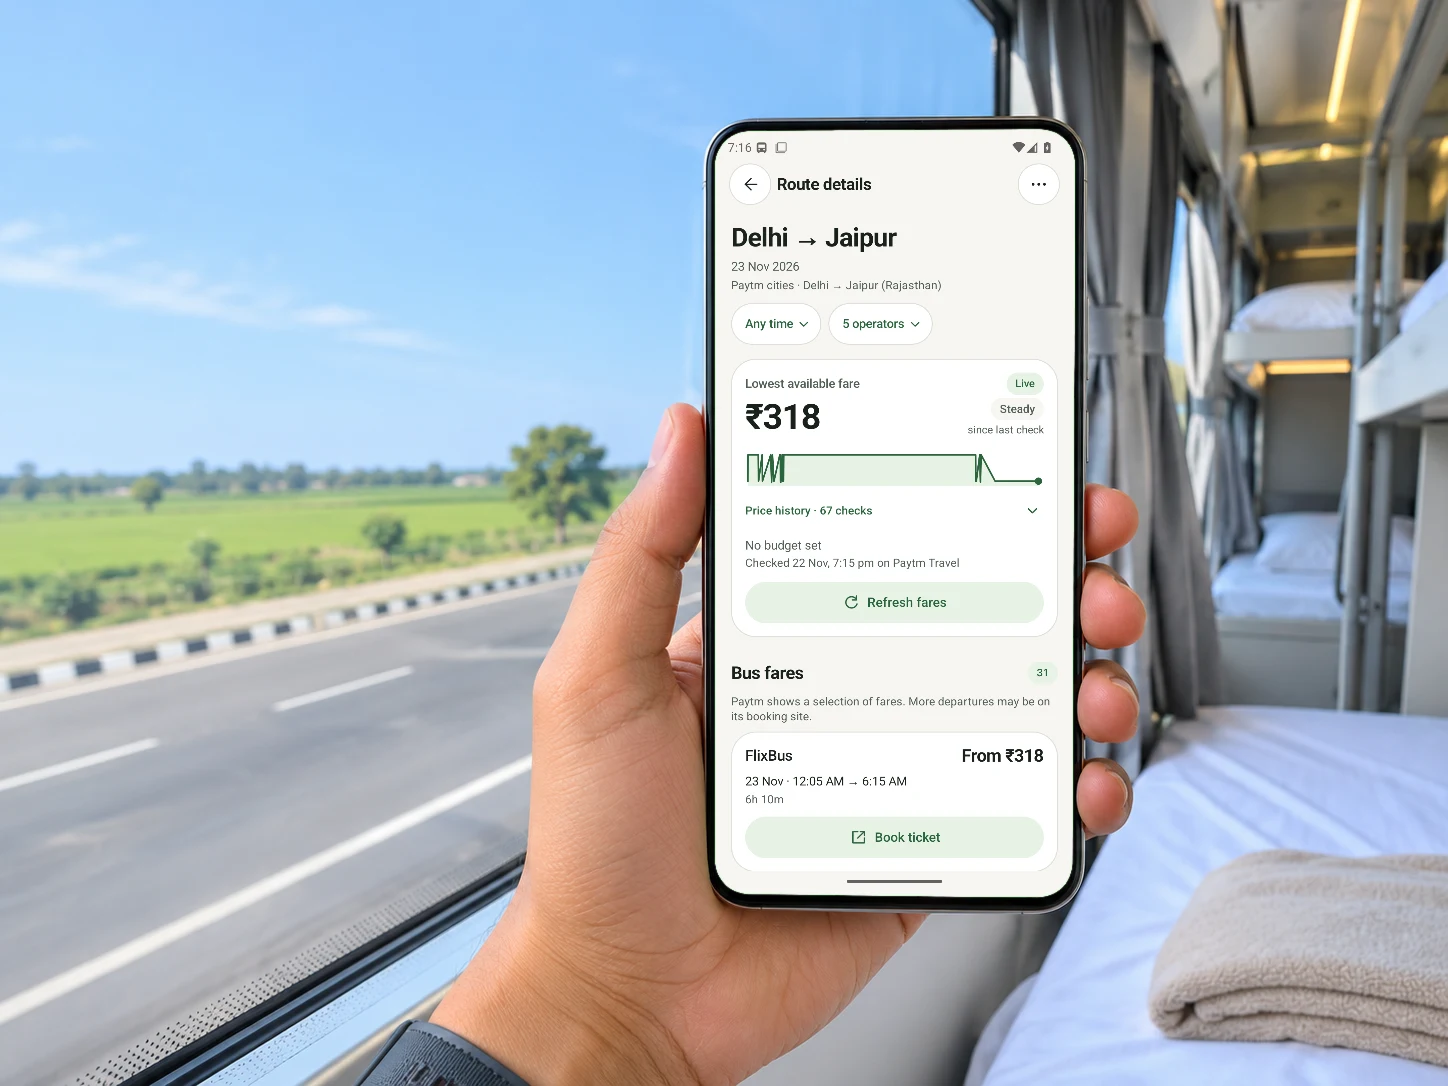 7:16
Route details
Delhi → Jaipur
23 Nov 2026
Paytm cities · Delhi → Jaipur (Rajasthan)
Any time
5 operators
Lowest available fare
Live
₹318
Steady
since last check
Price history · 67 checks
No budget set
Checked 22 Nov, 7:15 pm on Paytm Travel
Refresh fares
Bus fares
31
Paytm shows a selection of fares. More departures may be on
its booking site.
FlixBus
From ₹318
23 Nov · 12:05 AM → 6:15 AM
6h 10m
Book ticket